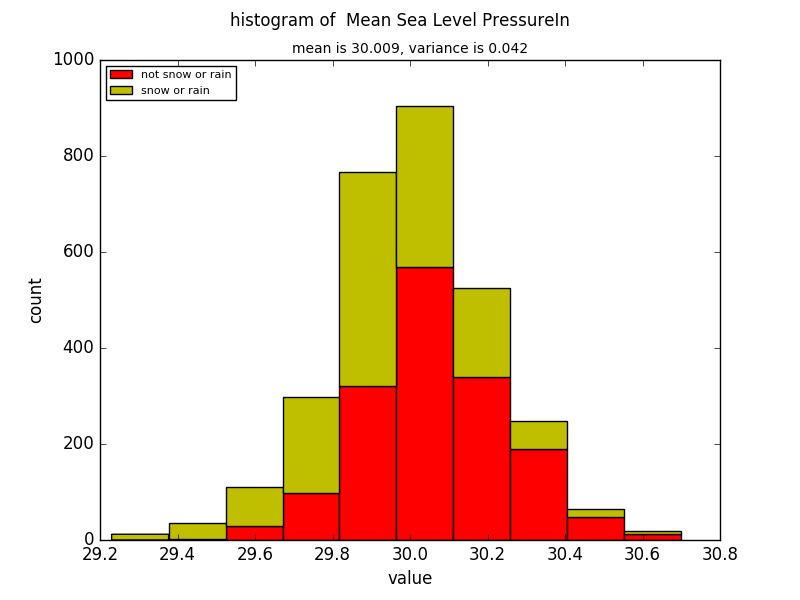 histogram of  Mean Sea Level PressureIn
mean is 30.009, variance is 0.042
not snow or rain
snow or rain
1000
800
600
400
200
0
count
29.2 29.4 29.6 29.8 30.0 30.2 30.4 30.6 30.8
value